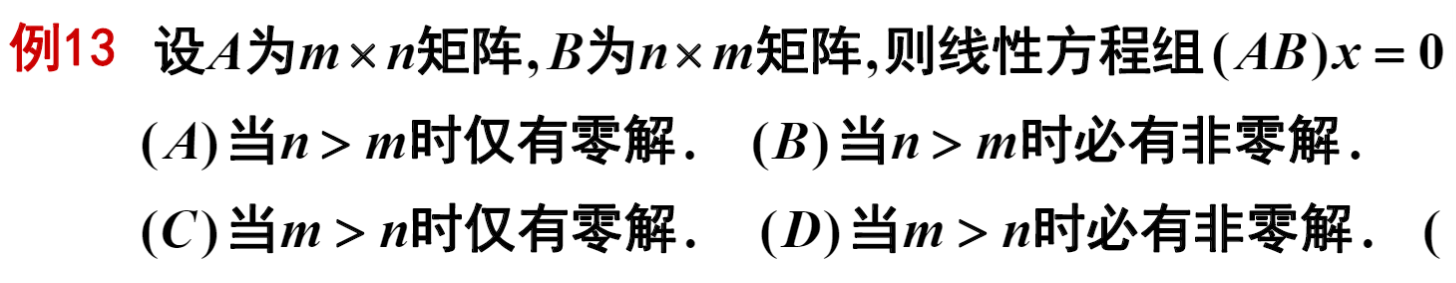 例13 设A为m×n矩阵,B为n×m矩阵,则线性方程组(AB)x=0
(A)当n>m时仅有零解. (B)当n>m时必有非零解.
(C)当m>n时仅有零解. (D)当m>n时必有非零解. (